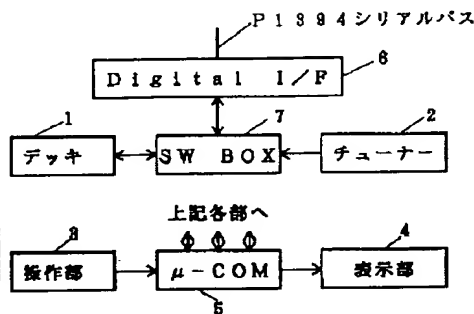 P1394シリアルバス
Digital I/F
6
1
デッキ
7
SW BOX
2
チューナー
上記各部へ
3
操作部
μ-COM
5
4
表示部